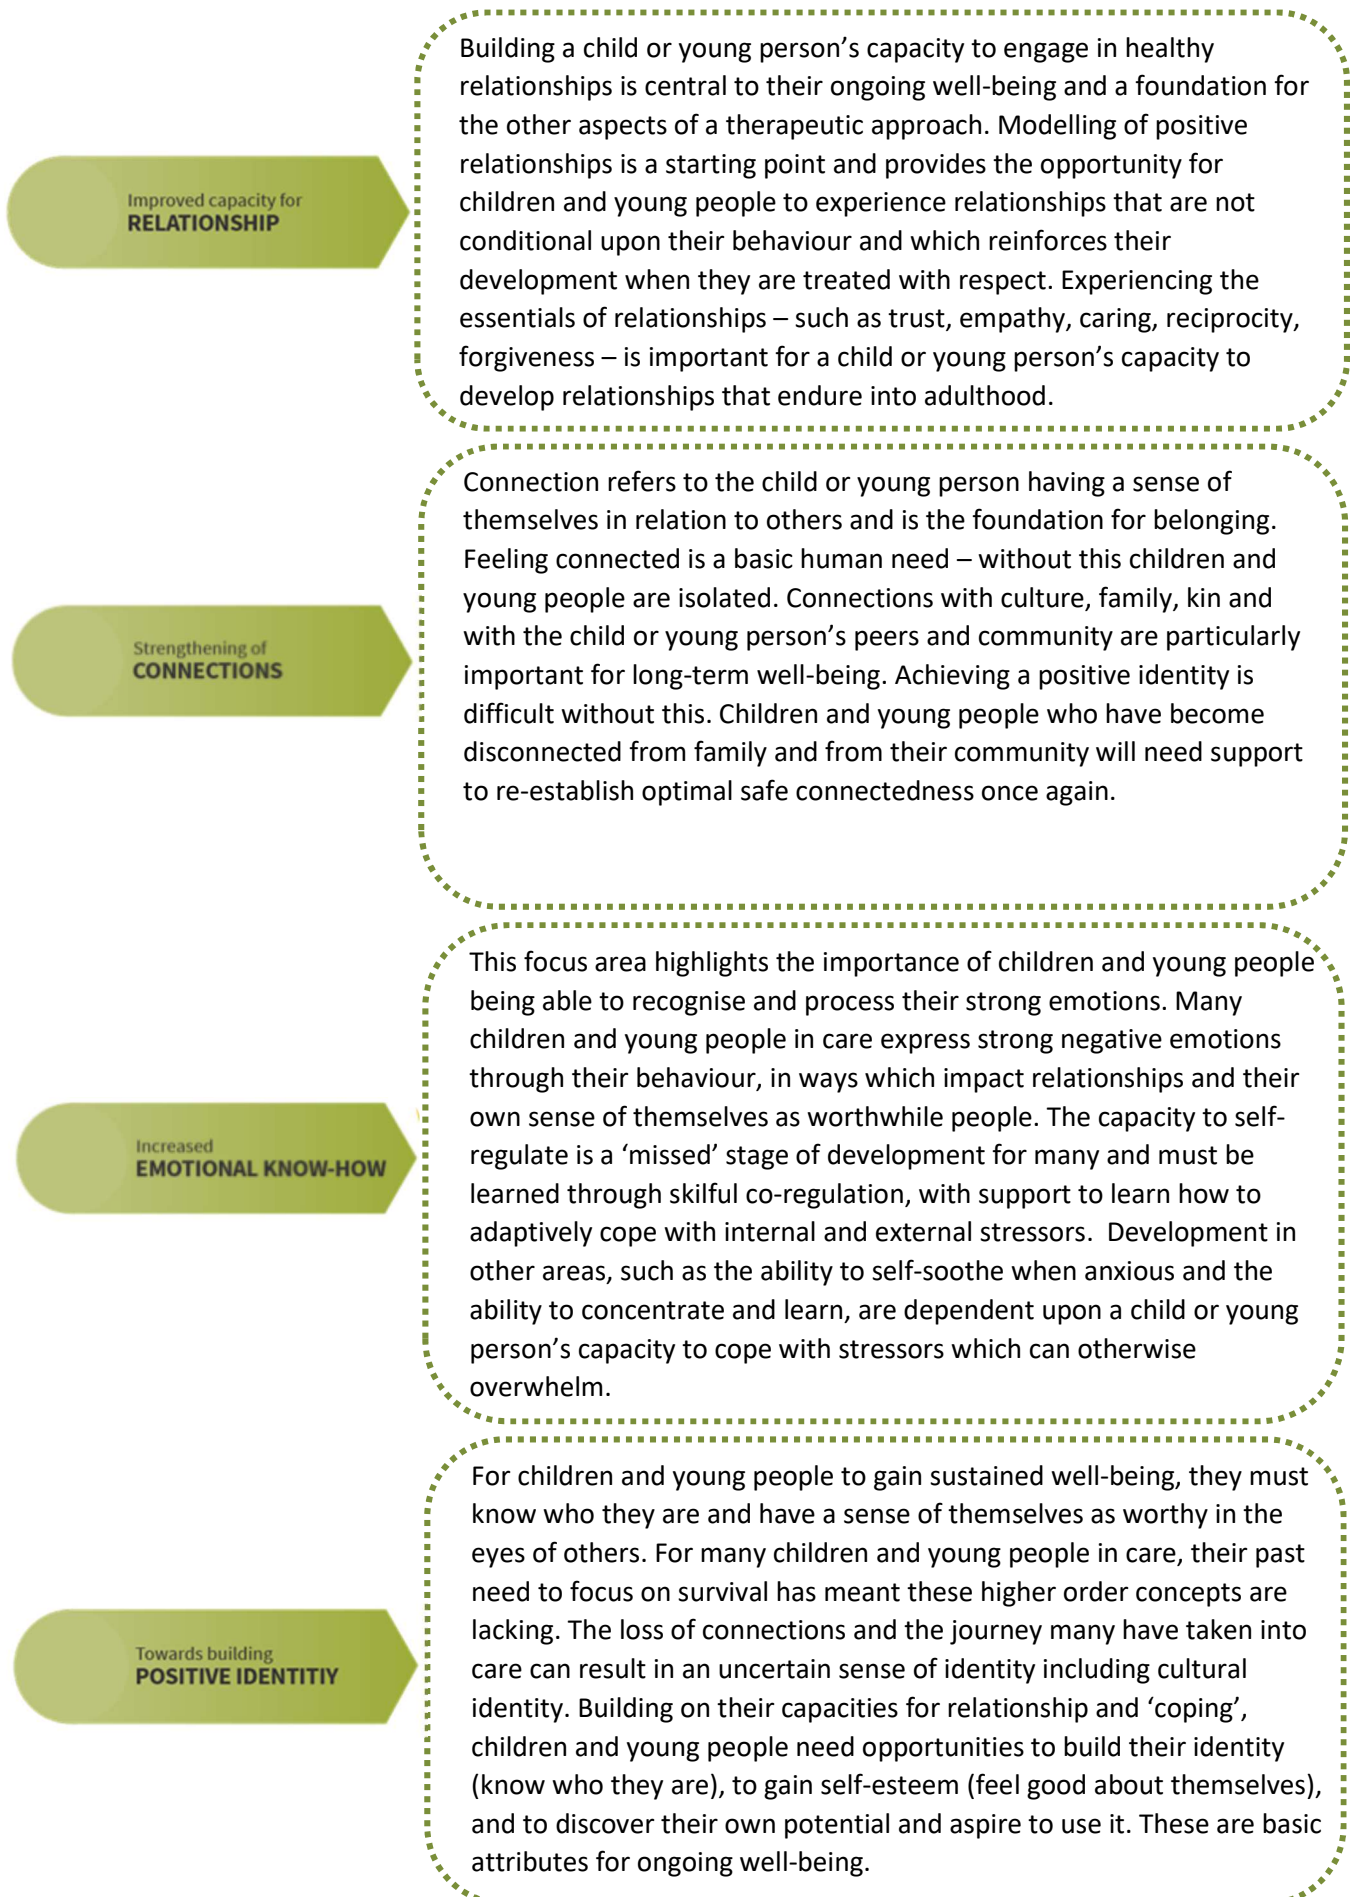 Improved capacity for
RELATIONSHIP
Building a child or young person’s capacity to engage in healthy
relationships is central to their ongoing well-being and a foundation for
the other aspects of a therapeutic approach. Modelling of positive
relationships is a starting point and provides the opportunity for
children and young people to experience relationships that are not
conditional upon their behaviour and which reinforces their
development when they are treated with respect. Experiencing the
essentials of relationships – such as trust, empathy, caring, reciprocity,
forgiveness – is important for a child or young person’s capacity to
develop relationships that endure into adulthood.
Strengthening of
CONNECTIONS
Connection refers to the child or young person having a sense of
themselves in relation to others and is the foundation for belonging.
Feeling connected is a basic human need – without this children and
young people are isolated. Connections with culture, family, kin and
with the child or young person’s peers and community are particularly
important for long-term well-being. Achieving a positive identity is
difficult without this. Children and young people who have become
disconnected from family and from their community will need support
to re-establish optimal safe connectedness once again.
Increased
EMOTIONAL KNOW-HOW
This focus area highlights the importance of children and young people
being able to recognise and process their strong emotions. Many
children and young people in care express strong negative emotions
through their behaviour, in ways which impact relationships and their
own sense of themselves as worthwhile people. The capacity to self-
regulate is a ‘missed’ stage of development for many and must be
learned through skilful co-regulation, with support to learn how to
adaptively cope with internal and external stressors.  Development in
other areas, such as the ability to self-soothe when anxious and the
ability to concentrate and learn, are dependent upon a child or young
person’s capacity to cope with stressors which can otherwise
overwhelm.
Towards building
POSITIVE IDENTITIY
For children and young people to gain sustained well-being, they must
know who they are and have a sense of themselves as worthy in the
eyes of others. For many children and young people in care, their past
need to focus on survival has meant these higher order concepts are
lacking. The loss of connections and the journey many have taken into
care can result in an uncertain sense of identity including cultural
identity. Building on their capacities for relationship and ‘coping’,
children and young people need opportunities to build their identity
(know who they are), to gain self-esteem (feel good about themselves),
and to discover their own potential and aspire to use it. These are basic
attributes for ongoing well-being.